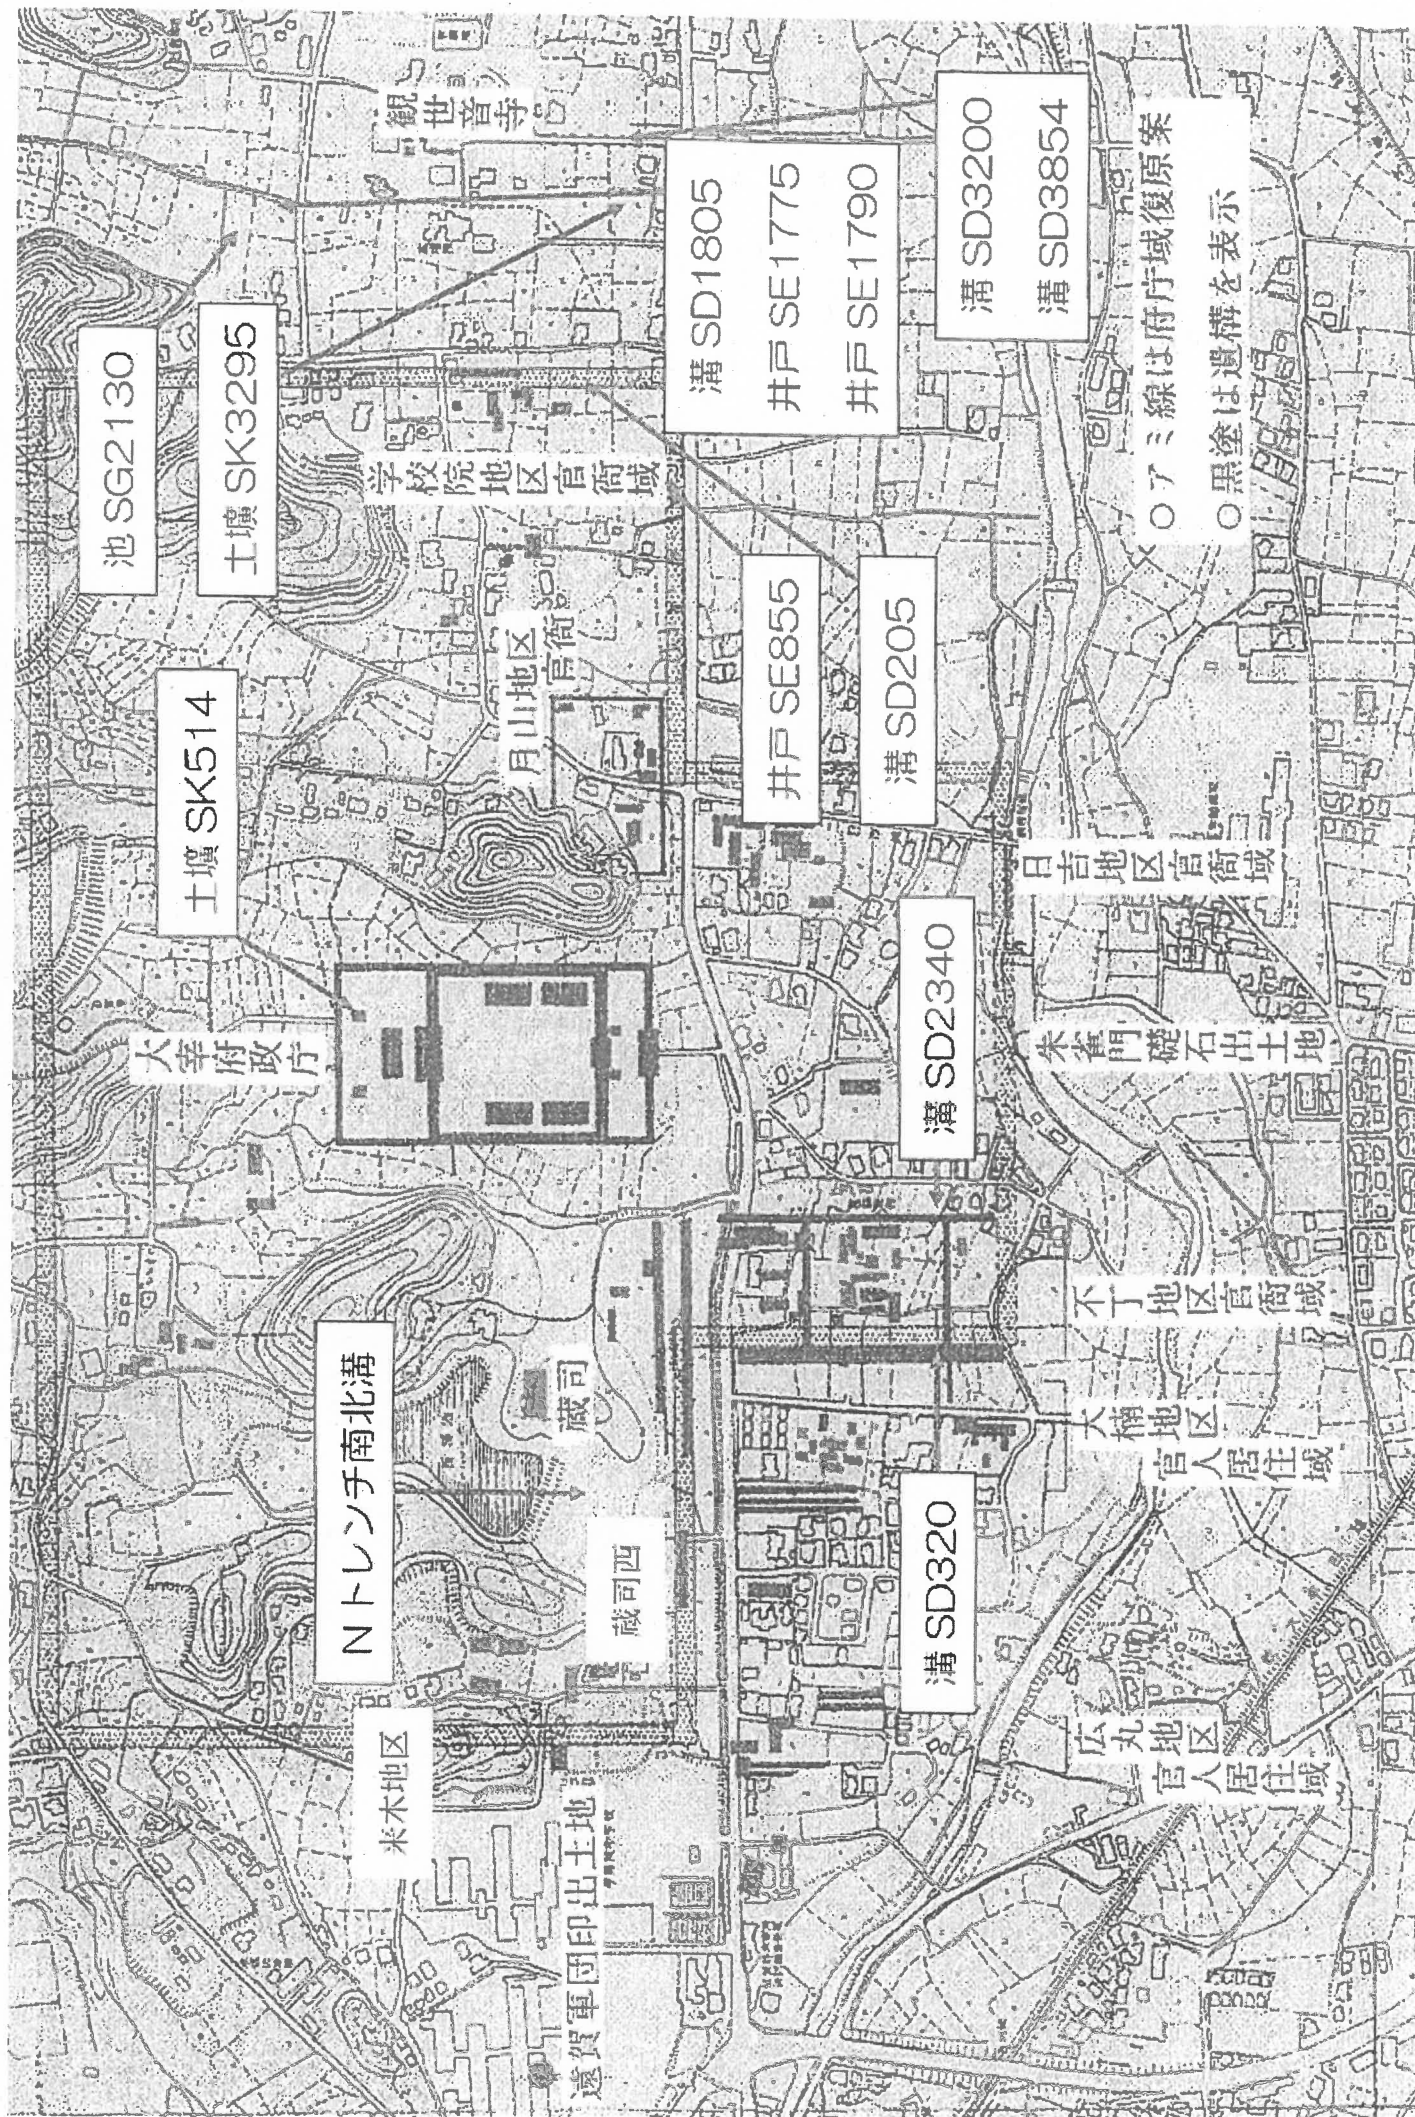 観世音寺
池 SG2130
土壙 SK3295
土壙 SK514
大宰府政庁
学校院地区官衙域
月山地区
官衙
溝 SD1805
井戸 SE1775
井戸 SE1790
溝 SD3200
溝 SD3854
井戸 SE855
溝 SD205
日吉地区官衙域
溝 SD2340
朱雀門礎石出土地
Nトレンチ南北溝
蔵司
蔵司西
来木地区
遠賀軍団印出土地
不丁地区官衙域
大楠地区
官人居住域
溝 SD320
広丸地区
官人居住域
○アミ線は府庁域復原案
○黒塗は遺構を表示